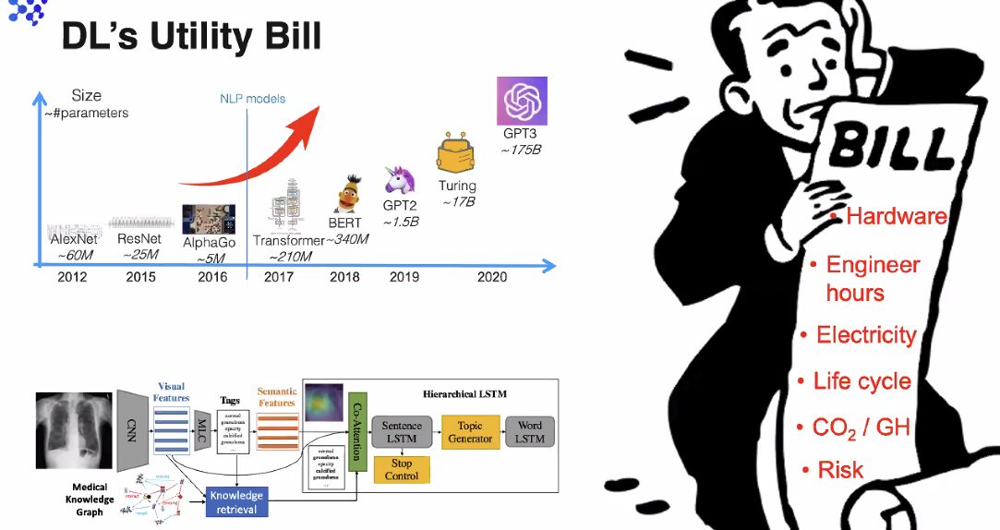 DL's Utility Bill
Size
~#parameters
NLP models
AlexNet
~60M
ResNet
~25M
AlphaGo
~5M
Transformer
~210M
BERT
~340M
GPT2
~1.5B
Turing
~17B
GPT3
~175B
2012
2015
2016
2017
2018
2019
2020
BILL
• Hardware
• Engineer
hours
• Electricity
• Life cycle
• CO₂ / GH
• Risk
CNN
Visual
Features
MLC
Tags
normal
granuloma
opacity
calcified
granuloma
...
Semantic
Features
normal
granuloma
opacity
calcified
granuloma
...
Co-Attention
Hierarchical LSTM
Sentence
LSTM
Stop
Control
Topic
Generator
Word
LSTM
Medical
Knowledge
Graph
Knowledge
retrieval